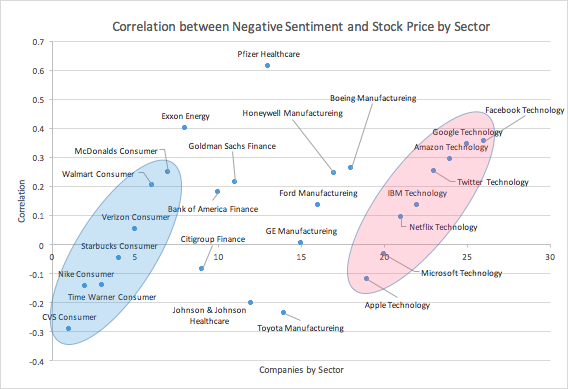 Correlation between Negative Sentiment and Stock Price by Sector
0.7
0.6
0.5
0.4
0.3
0.2
0.1
0
-0.1
-0.2
-0.3
-0.4
0
5
10
15
20
25
30
Correlation
Companies by Sector
Pfizer Healthcare
Boeing Manufactureing
Honeywell Manufactureing
Facebook Technology
Exxon Energy
Google Technology
Goldman Sachs Finance
Amazon Technology
McDonalds Consumer
Walmart Consumer
Twitter Technology
IBM Technology
Ford Manufactureing
Bank of America Finance
Verizon Consumer
Netflix Technology
GE Manufactureing
Citigroup Finance
Starbucks Consumer
Nike Consumer
Microsoft Technology
Time Warner Consumer
Apple Technology
Johnson & Johnson
Healthcare
CVS Consumer
Toyota Manufactureing